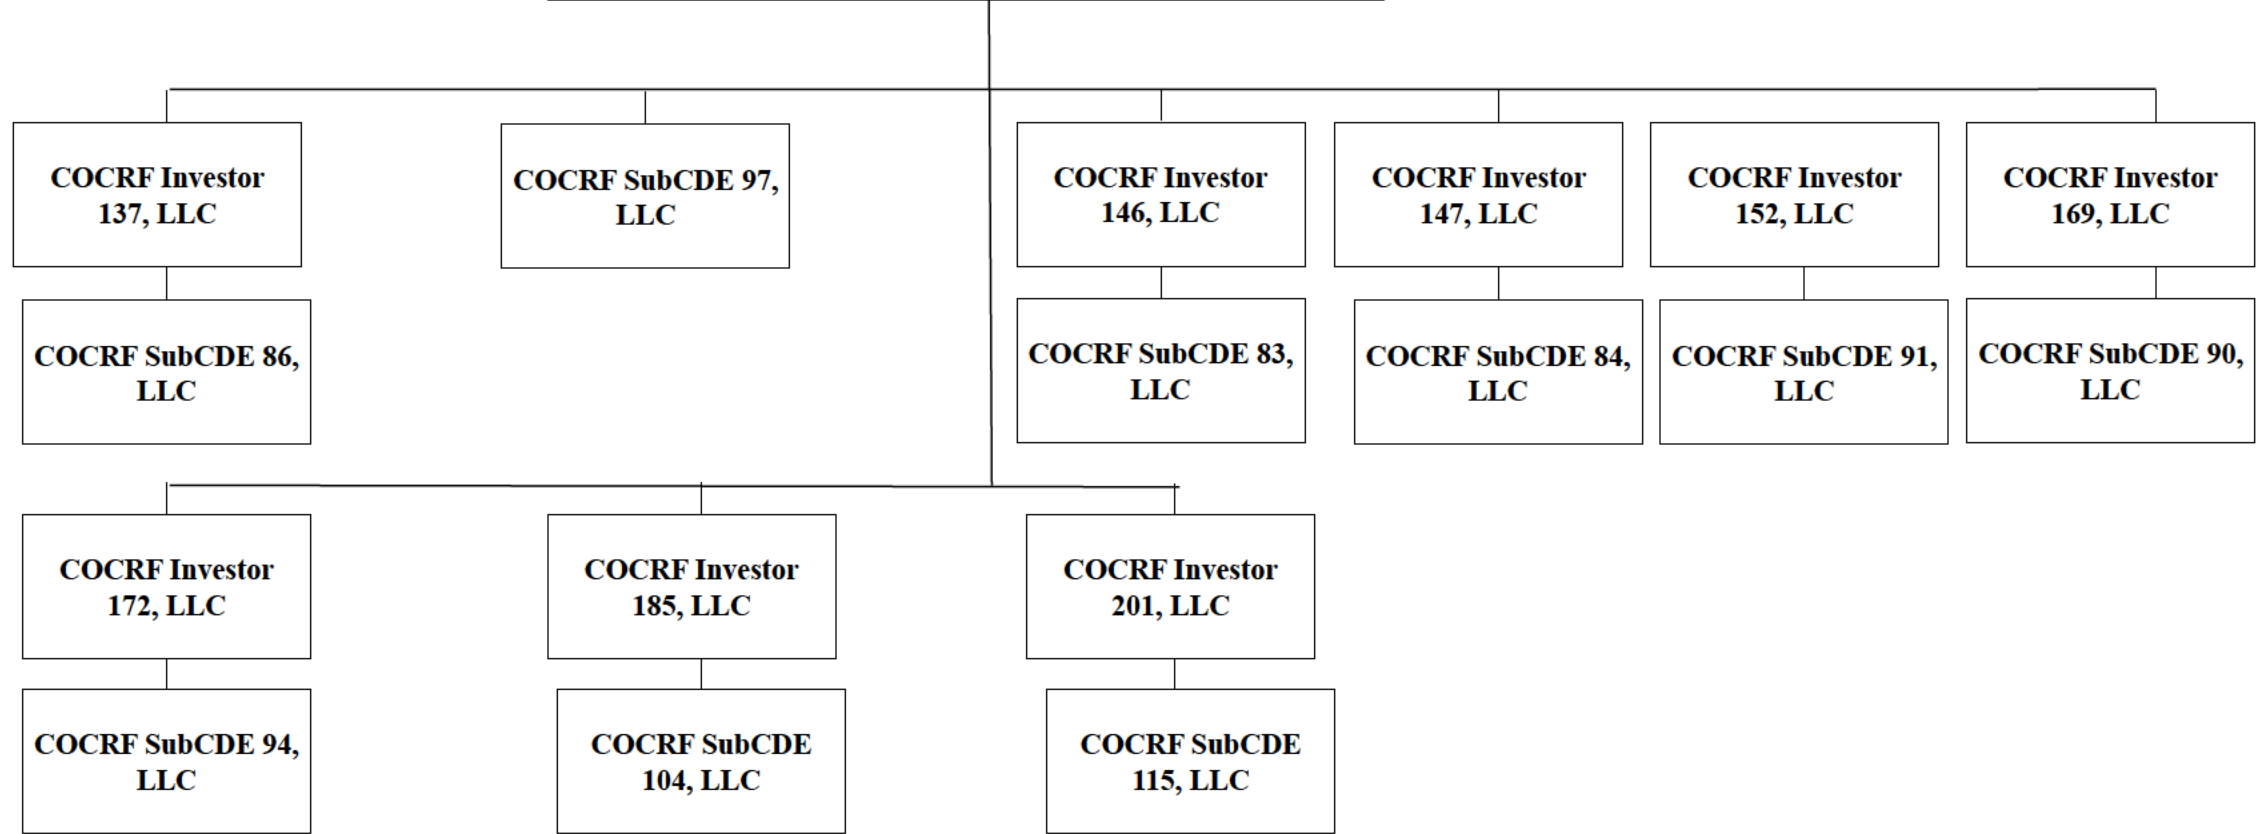 COCRF Investor
137, LLC
COCRF SubCDE 97,
LLC
COCRF Investor
146, LLC
COCRF Investor
147, LLC
COCRF Investor
152, LLC
COCRF Investor
169, LLC
COCRF SubCDE 86,
LLC
COCRF SubCDE 83,
LLC
COCRF SubCDE 84,
LLC
COCRF SubCDE 91,
LLC
COCRF SubCDE 90,
LLC
COCRF Investor
172, LLC
COCRF Investor
185, LLC
COCRF Investor
201, LLC
COCRF SubCDE 94,
LLC
COCRF SubCDE
104, LLC
COCRF SubCDE
115, LLC